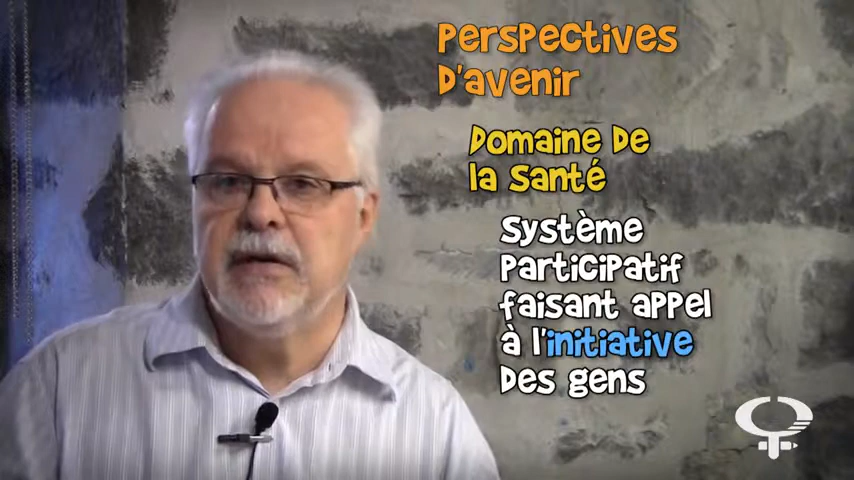 Perspectives
D'avenir
Domaine De
la Santé
Système
Participatif
faisant appel
à l'initiative
Des gens